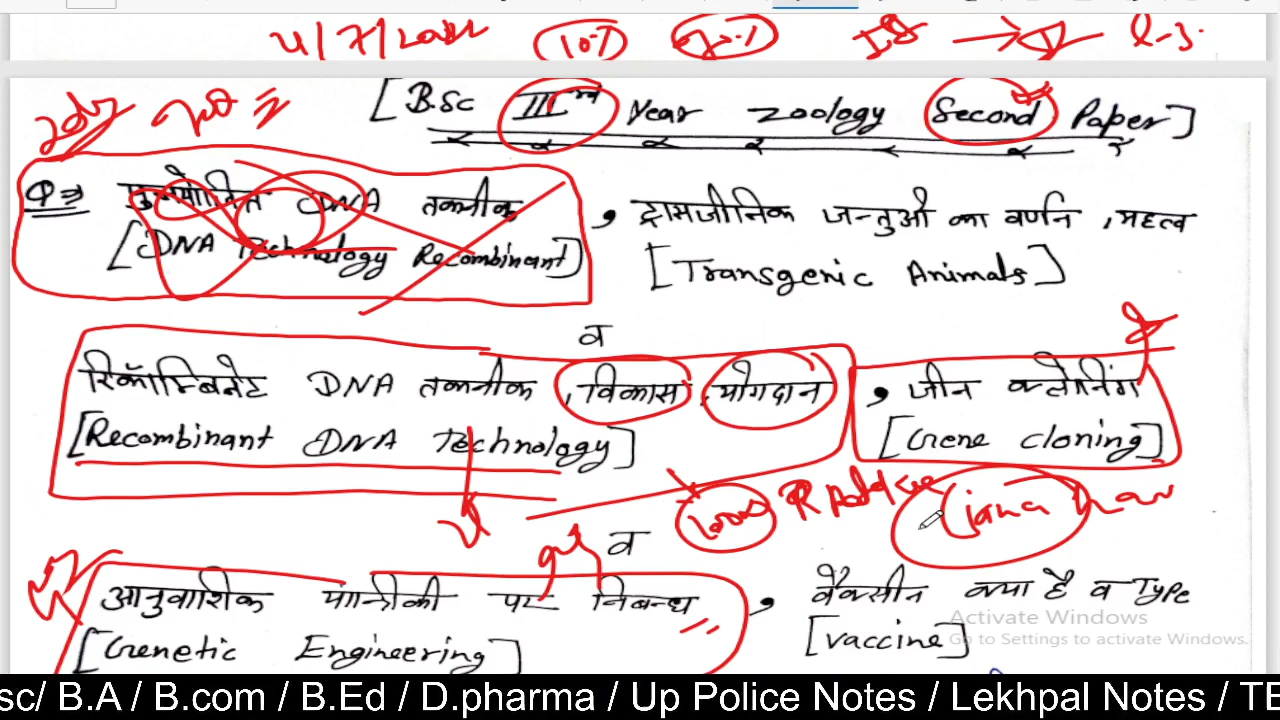 [B.Sc IIIrd Year Zoology Second Paper]
Q⇒ पुनर्योजित DNA तकनीक , ट्रासजीनिक जन्तुओ का वर्णन , महत्व
[DNA Technology Recombinant] [Transgenic Animals]
व
रिकॉम्बिनेट DNA तकनीक , विकास , योगदान , जीन क्लोनिंग
[Recombinant DNA Technology] [Gene cloning]
व
आनुवाशिक यांत्रिकी पर निबन्ध , वैक्सीन क्या है व Type
[Genetic Engineering] [vaccine]
Activate Windows
Go to Settings to activate Windows.
sc/ B.A / B.com / B.Ed / D.pharma / Up Police Notes / Lekhpal Notes / TE